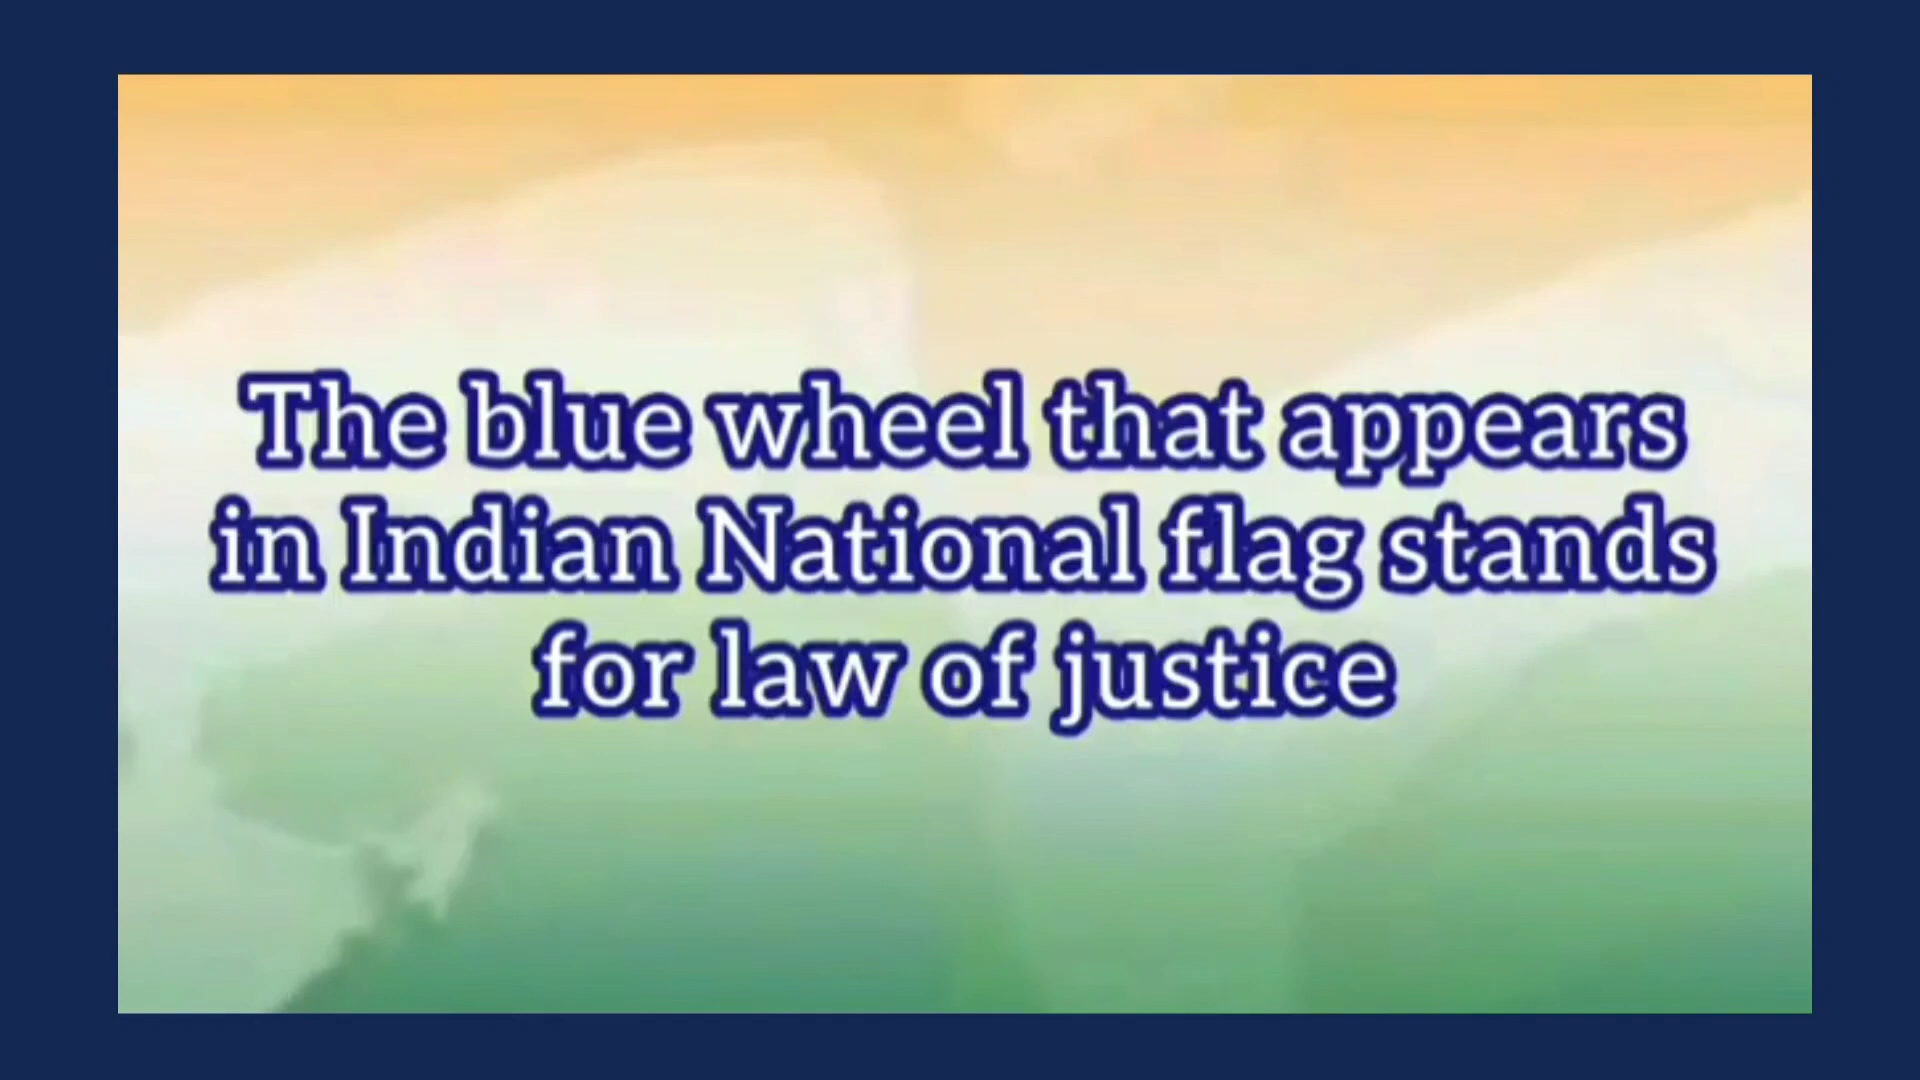 The blue wheel that appears
in Indian National flag stands
for law of justice